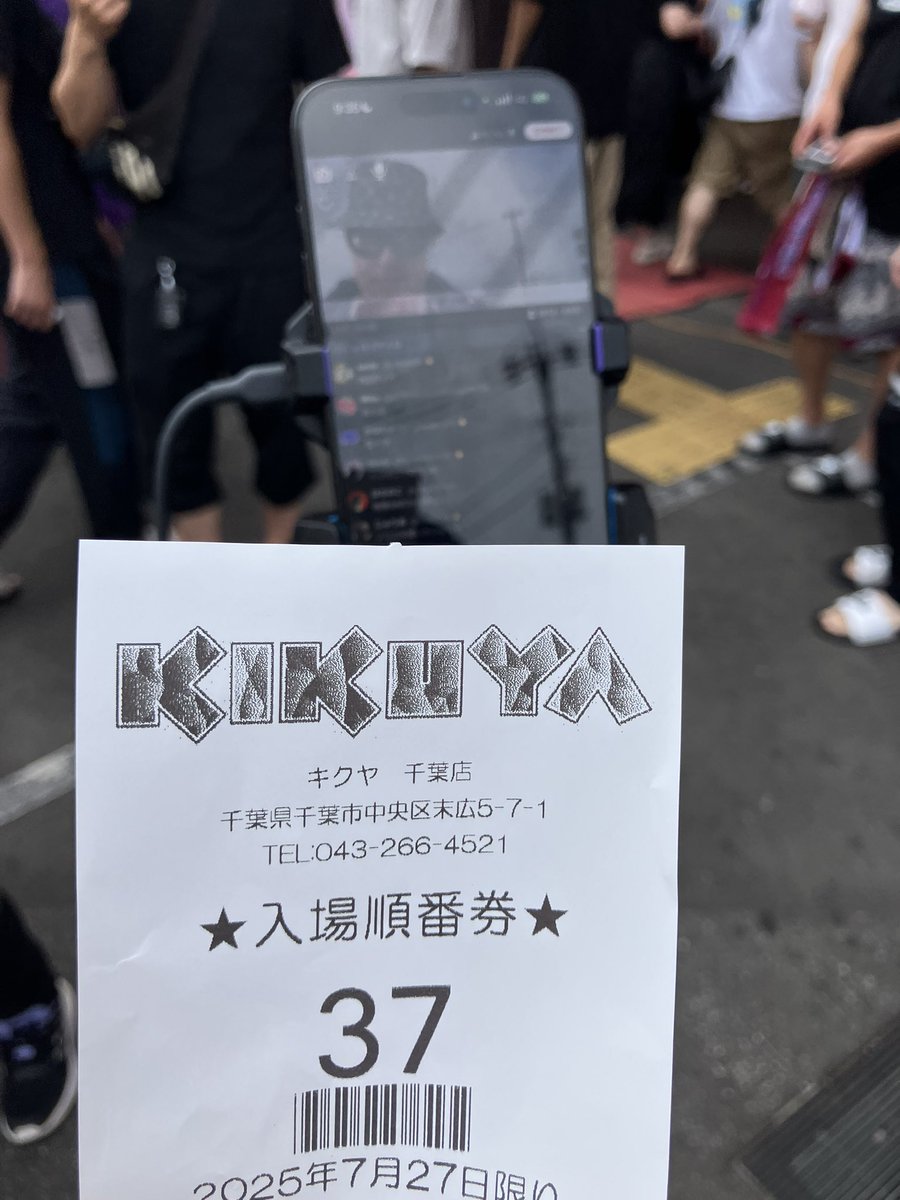 KIKUYA
キクヤ 千葉店
千葉県千葉市中央区末広5-7-1
TEL:043-266-4521
★入場順番券★
37
2025年7月27日限り